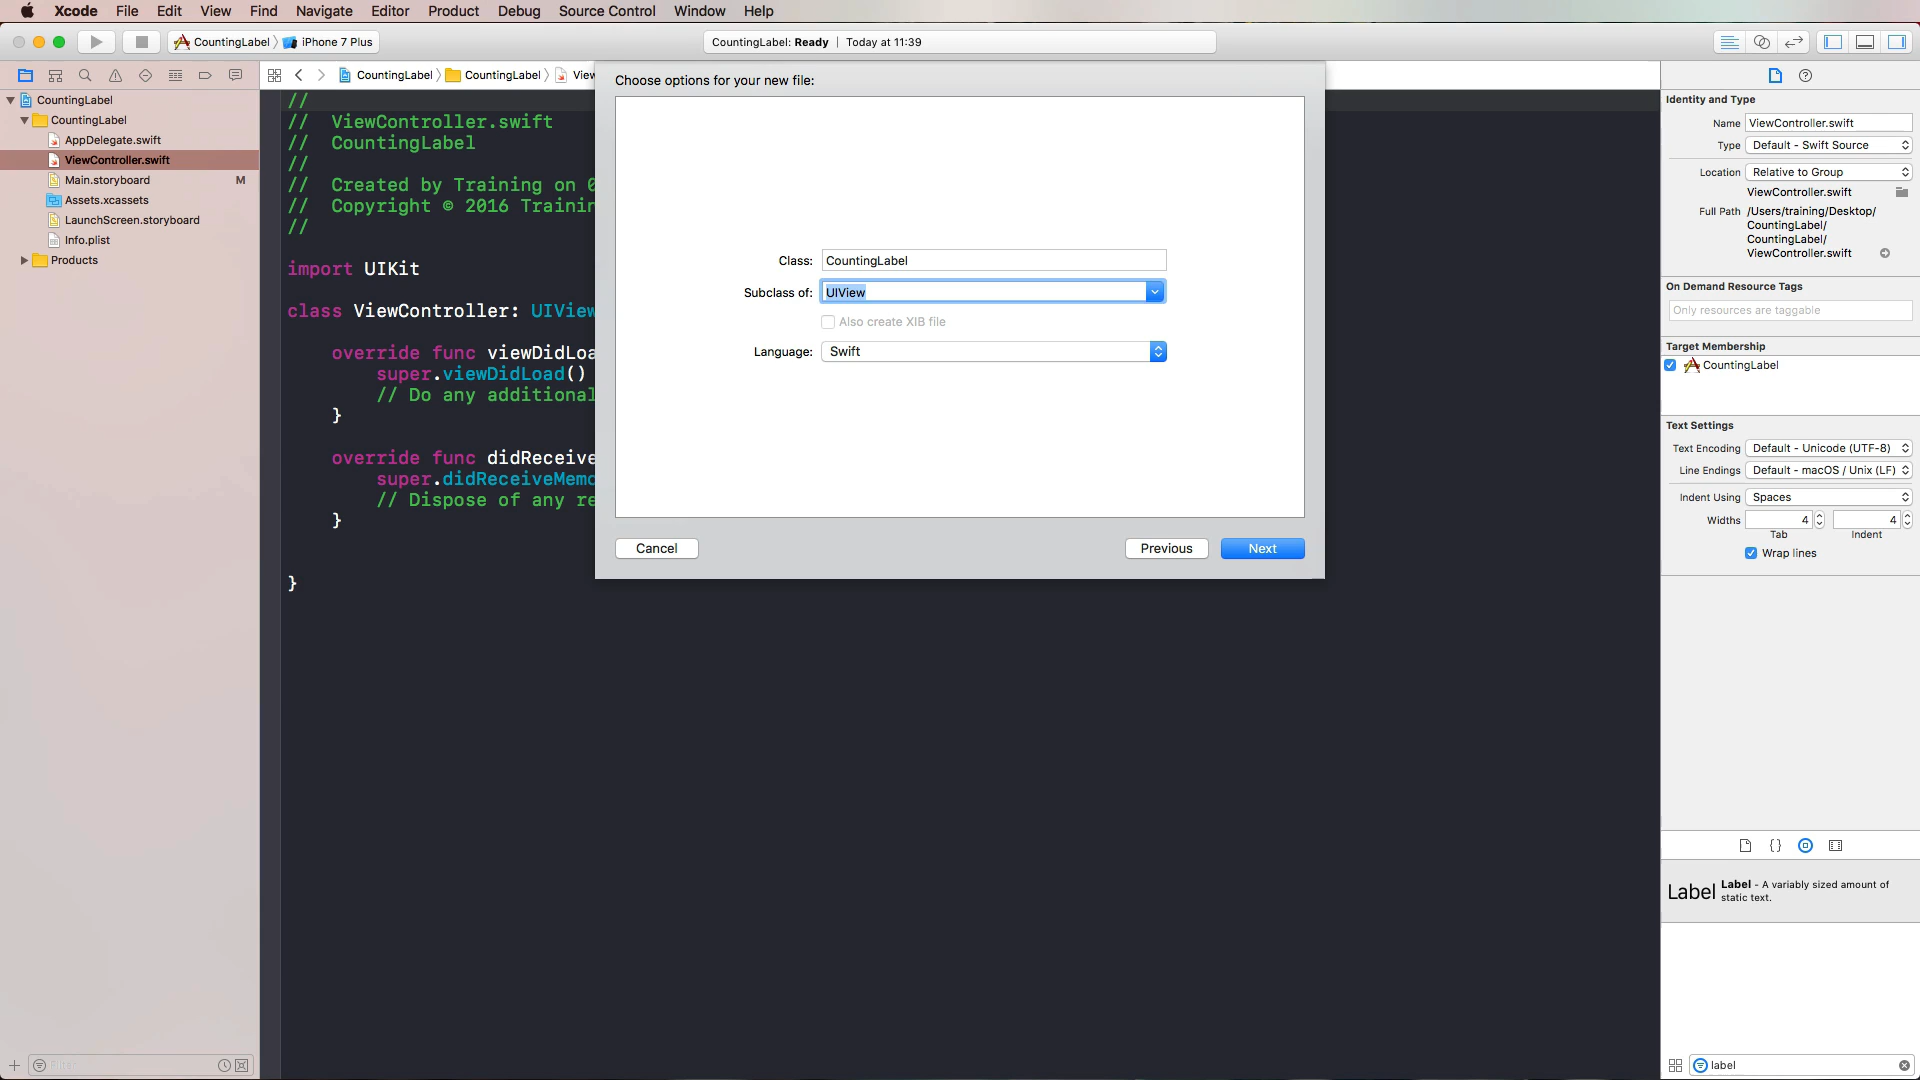 Xcode File Edit View Find Navigate Editor Product Debug Source Control Window Help
CountingLabel iPhone 7 Plus
CountingLabel: Ready | Today at 11:39
CountingLabel CountingLabel View
CountingLabel
CountingLabel
AppDelegate.swift
ViewController.swift
Main.storyboard M
Assets.xcassets
LaunchScreen.storyboard
Info.plist
Products
//
// ViewController.swift
// CountingLabel
//
// Created by Training on 0
// Copyright © 2016 Trainin
//
import UIKit
class ViewController: UIView
override func viewDidLoa
super.viewDidLoad()
// Do any additional
}
override func didReceive
super.didReceiveMemo
// Dispose of any re
}
}
Choose options for your new file:
Class: CountingLabel
Subclass of: UIView
Also create XIB file
Language: Swift
Cancel Previous Next
Identity and Type
Name ViewController.swift
Type Default - Swift Source
Location Relative to Group
ViewController.swift
Full Path /Users/training/Desktop/
CountingLabel/
CountingLabel/
ViewController.swift
On Demand Resource Tags
Only resources are taggable
Target Membership
CountingLabel
Text Settings
Text Encoding Default - Unicode (UTF-8)
Line Endings Default - macOS / Unix (LF)
Indent Using Spaces
Widths 4 4
Tab Indent
Wrap lines
{}
Label Label - A variably sized amount of
static text.
Filter
label